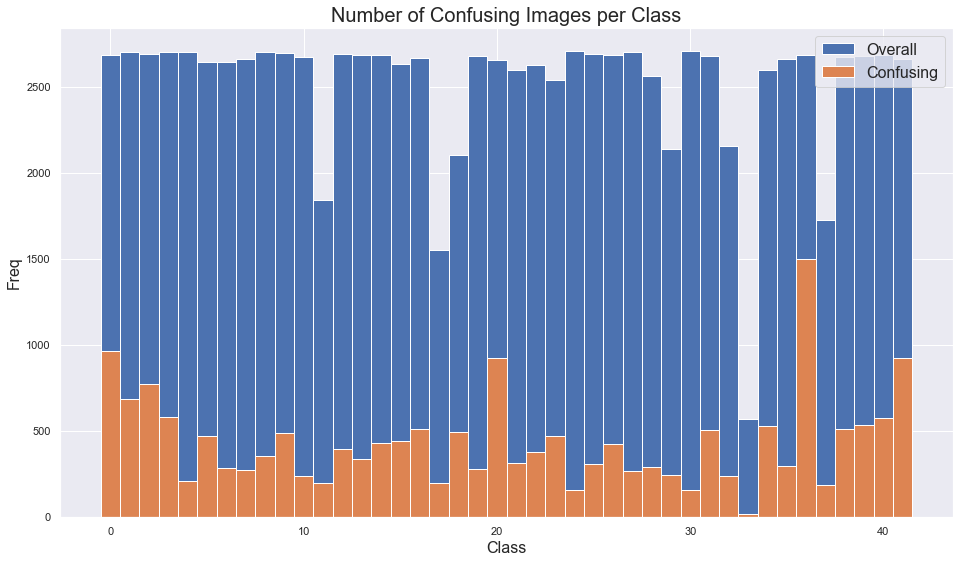 Number of Confusing Images per Class
Overall
Confusing
Freq
2500
2000
1500
1000
500
0
0 10 20 30 40
Class